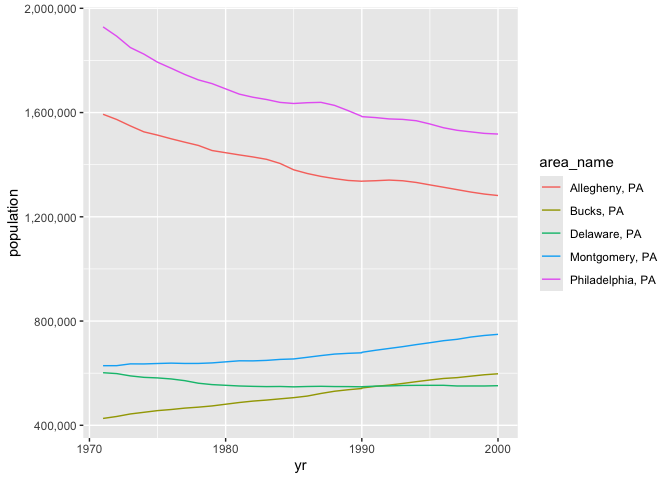 2,000,000
1,600,000
1,200,000
800,000
400,000
population
1970
1980
1990
2000
yr
area_name
Allegheny, PA
Bucks, PA
Delaware, PA
Montgomery, PA
Philadelphia, PA